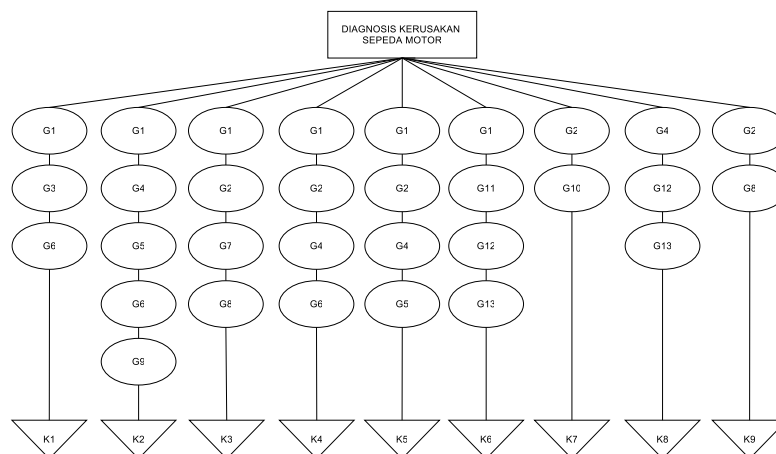 DIAGNOSIS KERUSAKAN
SEPEDA MOTOR
G1 G1 G1 G1 G1 G1 G2 G4 G2
G3 G4 G2 G2 G2 G11 G10 G12 G8
G6 G5 G7 G4 G4 G12 G13
G6 G8 G6 G5 G13
G9
K1 K2 K3 K4 K5 K6 K7 K8 K9